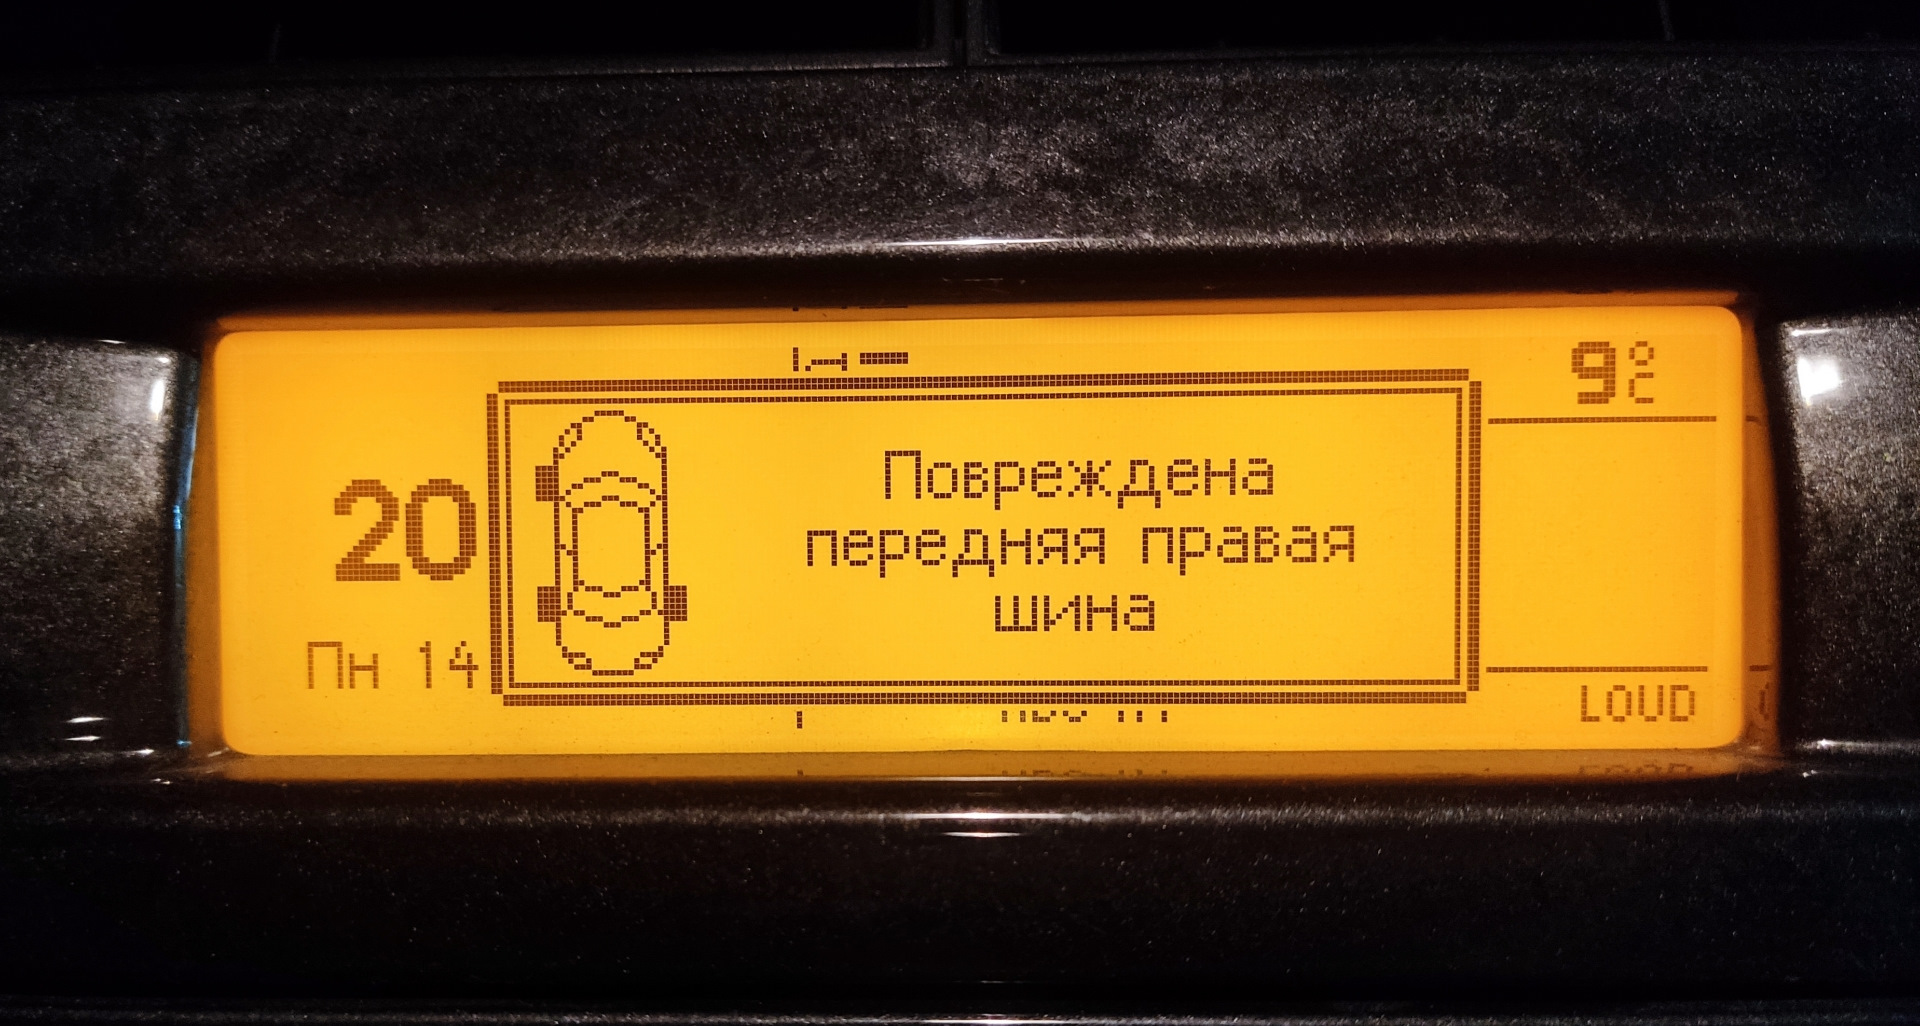 9°C
Повреждена
передняя правая
шина
20
Пн 14
LOUD